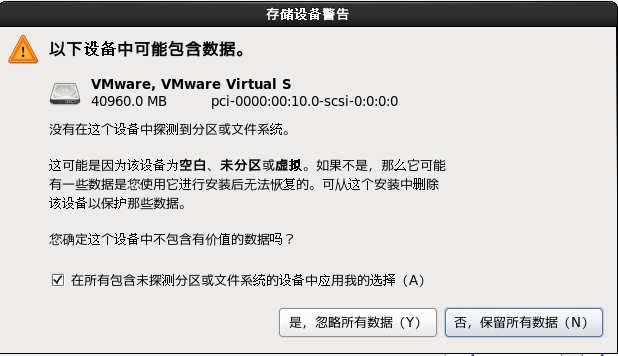 存储设备警告
以下设备中可能包含数据。
VMware, VMware Virtual S
40960.0 MB pci-0000:00:10.0-scsi-0:0:0:0
没有在这个设备中探测到分区或文件系统。
这可能是因为该设备为空白、未分区或虚拟。如果不是，那么它可能
有一些数据是您使用它进行安装后无法恢复的。可从这个安装中删除
该设备以保护那些数据。
您确定这个设备中不包含有价值的数据吗？
在所有包含未探测分区或文件系统的设备中应用我的选择（A）
是，忽略所有数据（Y） 否，保留所有数据（N）